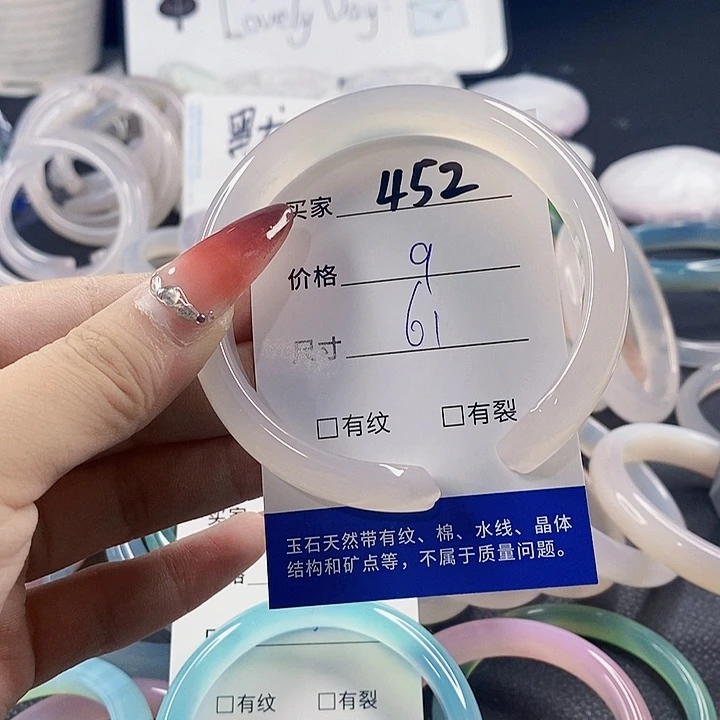 Lovely Day
买家 452
价格 9
尺寸 61
□有纹 □有裂
玉石天然带有纹、棉、水线、晶体
结构和矿点等，不属于质量问题。
□有纹 □有裂